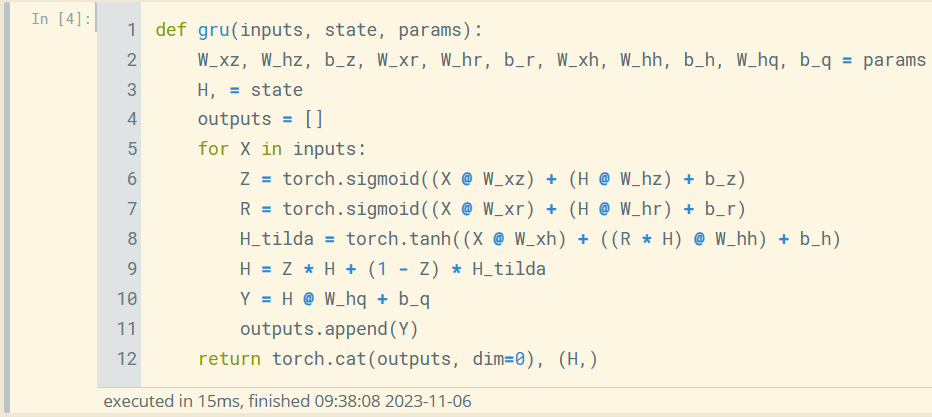 In [4]:
1 def gru(inputs, state, params):
2     W_xz, W_hz, b_z, W_xr, W_hr, b_r, W_xh, W_hh, b_h, W_hq, b_q = params
3     H, = state
4     outputs = []
5     for X in inputs:
6         Z = torch.sigmoid((X @ W_xz) + (H @ W_hz) + b_z)
7         R = torch.sigmoid((X @ W_xr) + (H @ W_hr) + b_r)
8         H_tilda = torch.tanh((X @ W_xh) + ((R * H) @ W_hh) + b_h)
9         H = Z * H + (1 - Z) * H_tilda
10         Y = H @ W_hq + b_q
11         outputs.append(Y)
12     return torch.cat(outputs, dim=0), (H,)
executed in 15ms, finished 09:38:08 2023-11-06